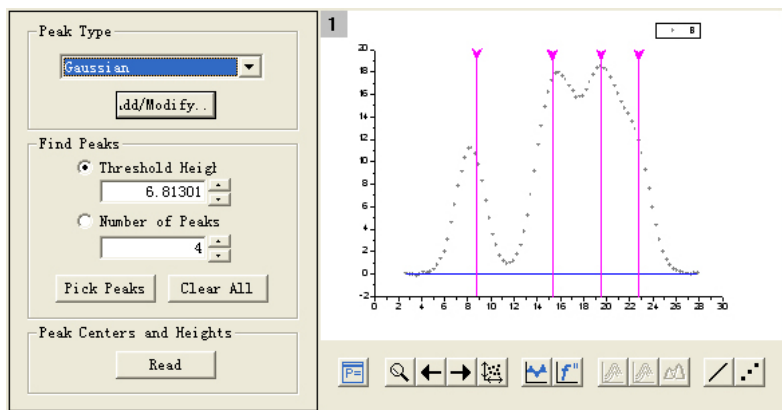 Peak Type
Gaussian
.dd/Modify..
Find Peaks
Threshold Heigh
6.81301
Number of Peaks
4
Pick Peaks
Clear All
Peak Centers and Heights
Read
1
B
20
18
16
14
12
10
8
6
4
2
0
-2
0 2 4 6 8 10 12 14 16 18 20 22 24 26 28 30
P=
f"